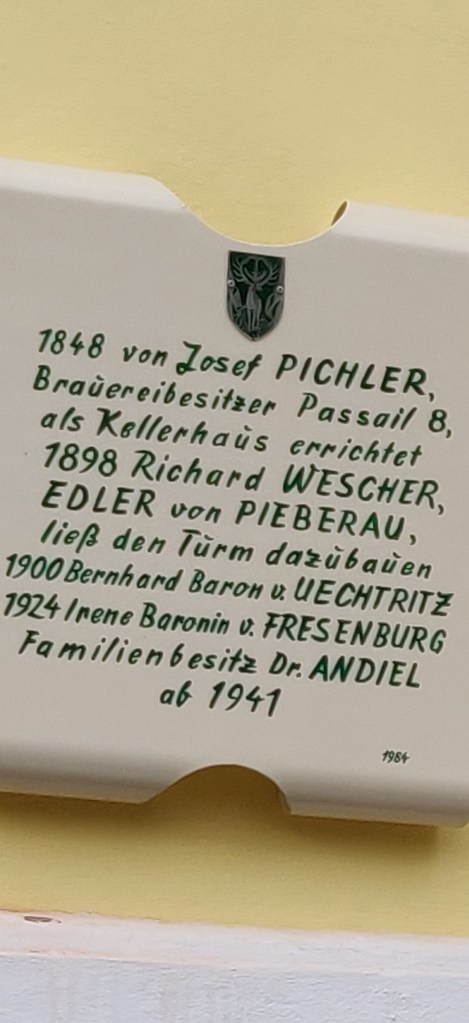 1848 von Josef PICHLER,
Brauereibesitzer Passail 8,
als Kellerhaus errichtet
1898 Richard WESCHER,
EDLER von PIEBERAU,
ließ den Turm dazubauen
1900 Bernhard Baron v. UECHTRITZ
1924 Irene Baronin v. FRESENBURG
Familienbesitz Dr. ANDIEL
ab 1941
1984